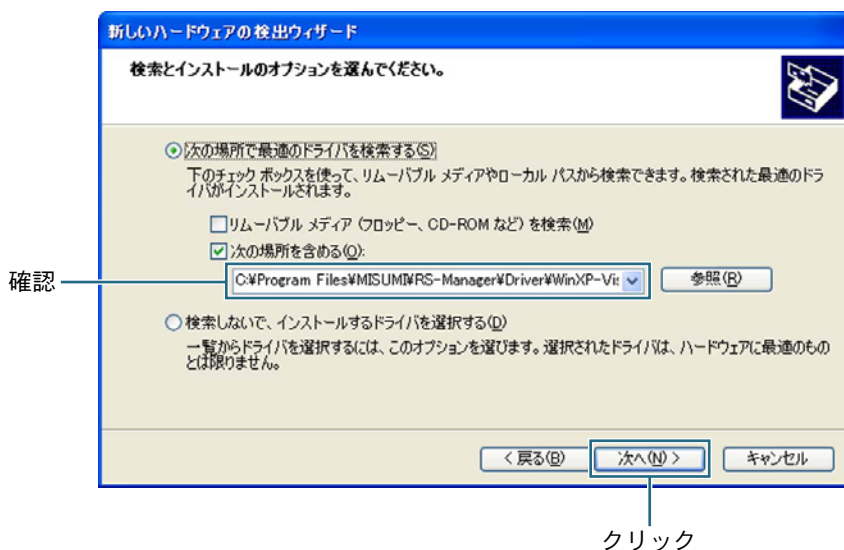 新しいハードウェアの検出ウィザード
検索とインストールのオプションを選んでください。
次の場所で最適のドライバを検索する(S)
下のチェック ボックスを使って、リムーバブル メディアやローカル パスから検索できます。検索された最適のドラ
イバがインストールされます。
リムーバブル メディア (フロッピー、CD-ROM など) を検索(M)
次の場所を含める(O):
確認
C:¥Program Files¥MISUMI¥RS-Manager¥Driver¥WinXP-Vis
参照(R)
検索しないで、インストールするドライバを選択する(D)
一覧からドライバを選択するには、このオプションを選びます。選択されたドライバは、ハードウェアに最適のもの
とは限りません。
< 戻る(B)
次へ(N) >
キャンセル
クリック